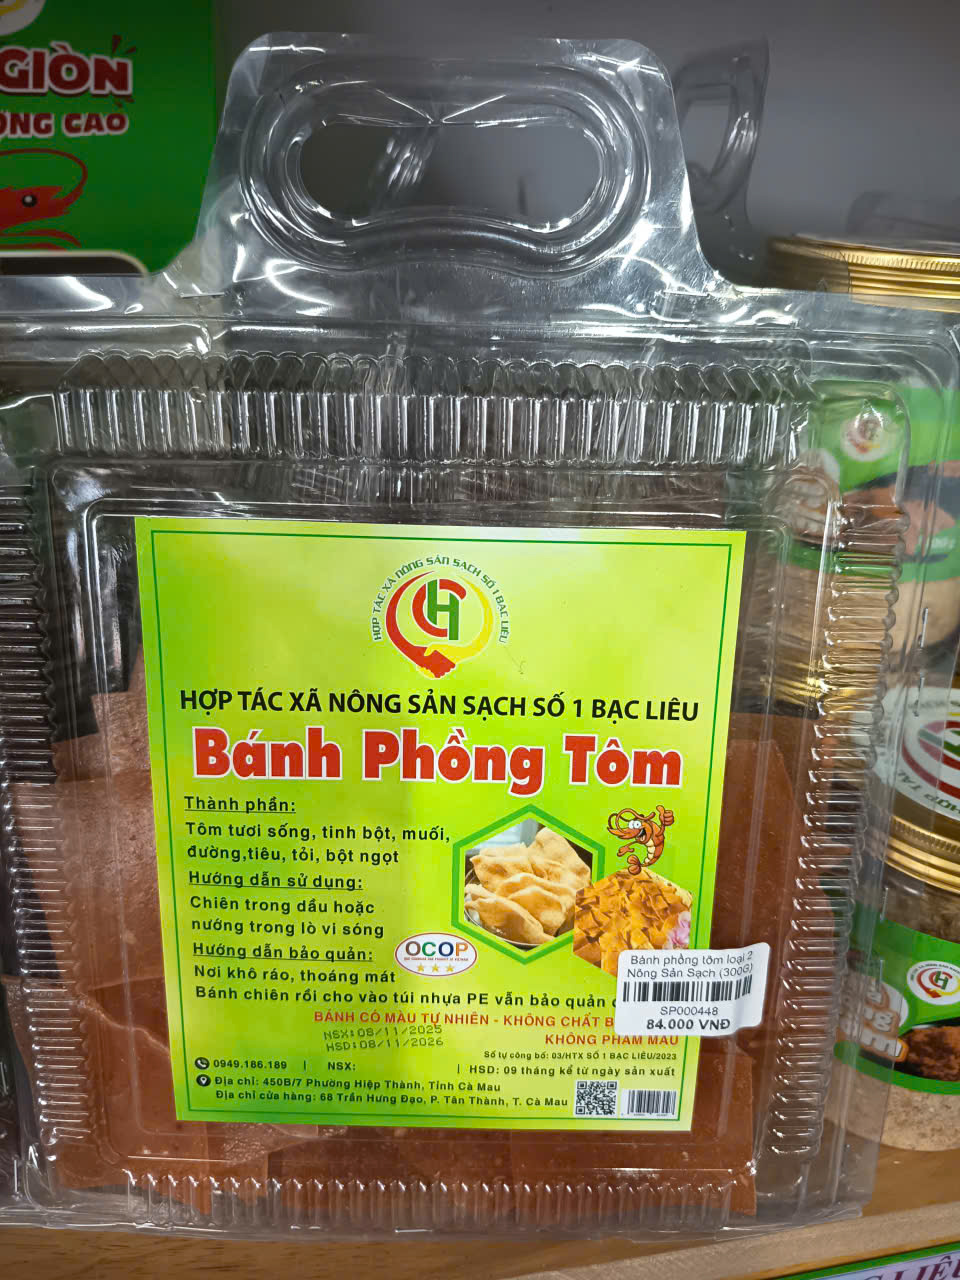 GIÒN
ỢNG CAO
HỢP TÁC XÃ NÔNG SẢN SẠCH SỐ 1 BẠC LIÊU
HỢP TÁC XÃ NÔNG SẢN SẠCH SỐ 1 BẠC LIÊU
Bánh Phồng Tôm
Thành phần:
Tôm tươi sống, tinh bột, muối,
đường,tiêu, tỏi, bột ngọt
Hướng dẫn sử dụng:
Chiên trong dầu hoặc
nướng trong lò vi sóng
Hướng dẫn bảo quản:
Nơi khô ráo, thoáng mát
Bánh chiên rồi cho vào túi nhựa PE vẫn bảo quản
OCOP
BÁNH CÓ MÀU TỰ NHIÊN - KHÔNG CHẤT B
KHÔNG PHẨM MÀU
NSX:08/11/2025
HSD:08/11/2026
Số tự công bố: 03/HTX SỐ 1 BẠC LIÊU/2023
0949.186.189 | NSX: | HSD: 09 tháng kể từ ngày sản xuất
Địa chỉ: 450B/7 Phường Hiệp Thành, Tỉnh Cà Mau
Địa chỉ cửa hàng: 68 Trần Hưng Đạo, P. Tân Thành, T. Cà Mau
Bánh phồng tôm loại 2
Nông Sản Sạch (300G)
SP000448
84.000 VNĐ